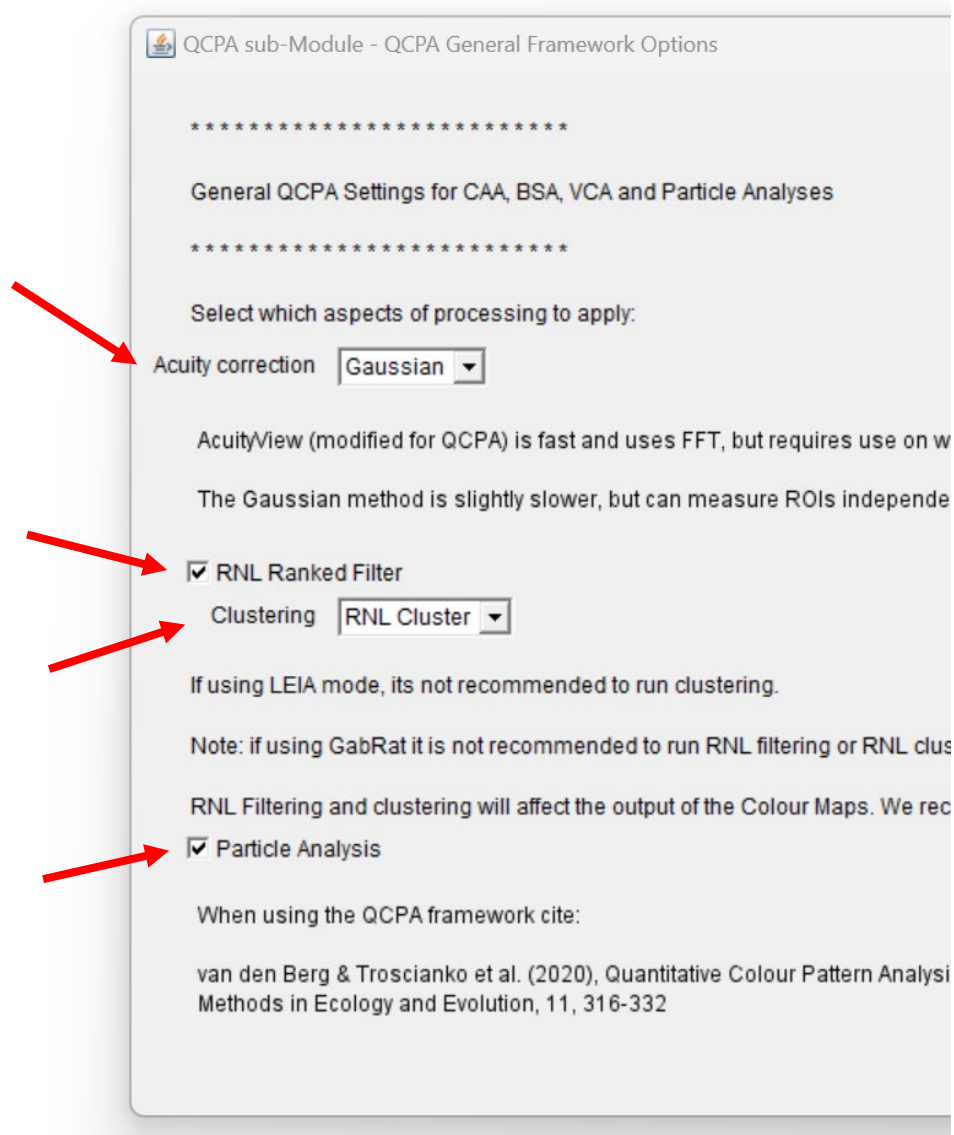 QCPA sub-Module - QCPA General Framework Options
* * * * * * * * * * * * * * * * * * * * * * * * * *
General QCPA Settings for CAA, BSA, VCA and Particle Analyses
* * * * * * * * * * * * * * * * * * * * * * * * * *
Select which aspects of processing to apply:
Acuity correction Gaussian
AcuityView (modified for QCPA) is fast and uses FFT, but requires use on w
The Gaussian method is slightly slower, but can measure ROIs independe
RNL Ranked Filter
Clustering RNL Cluster
If using LEIA mode, its not recommended to run clustering.
Note: if using GabRat it is not recommended to run RNL filtering or RNL clus
RNL Filtering and clustering will affect the output of the Colour Maps. We rec
Particle Analysis
When using the QCPA framework cite:
van den Berg & Troscianko et al. (2020), Quantitative Colour Pattern Analysi
Methods in Ecology and Evolution, 11, 316-332